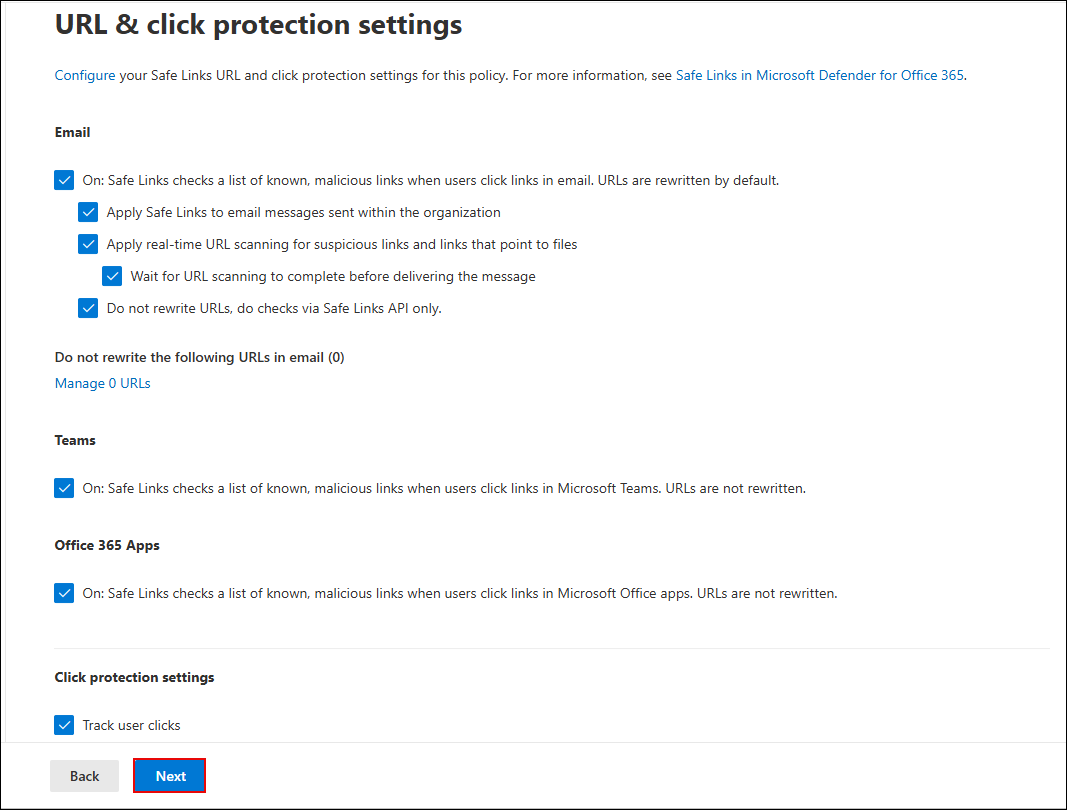 URL & click protection settings
Configure your Safe Links URL and click protection settings for this policy. For more information, see Safe Links in Microsoft Defender for Office 365.
Email
On: Safe Links checks a list of known, malicious links when users click links in email. URLs are rewritten by default.
Apply Safe Links to email messages sent within the organization
Apply real-time URL scanning for suspicious links and links that point to files
Wait for URL scanning to complete before delivering the message
Do not rewrite URLs, do checks via Safe Links API only.
Do not rewrite the following URLs in email (0)
Manage 0 URLs
Teams
On: Safe Links checks a list of known, malicious links when users click links in Microsoft Teams. URLs are not rewritten.
Office 365 Apps
On: Safe Links checks a list of known, malicious links when users click links in Microsoft Office apps. URLs are not rewritten.
Click protection settings
Track user clicks
Back Next